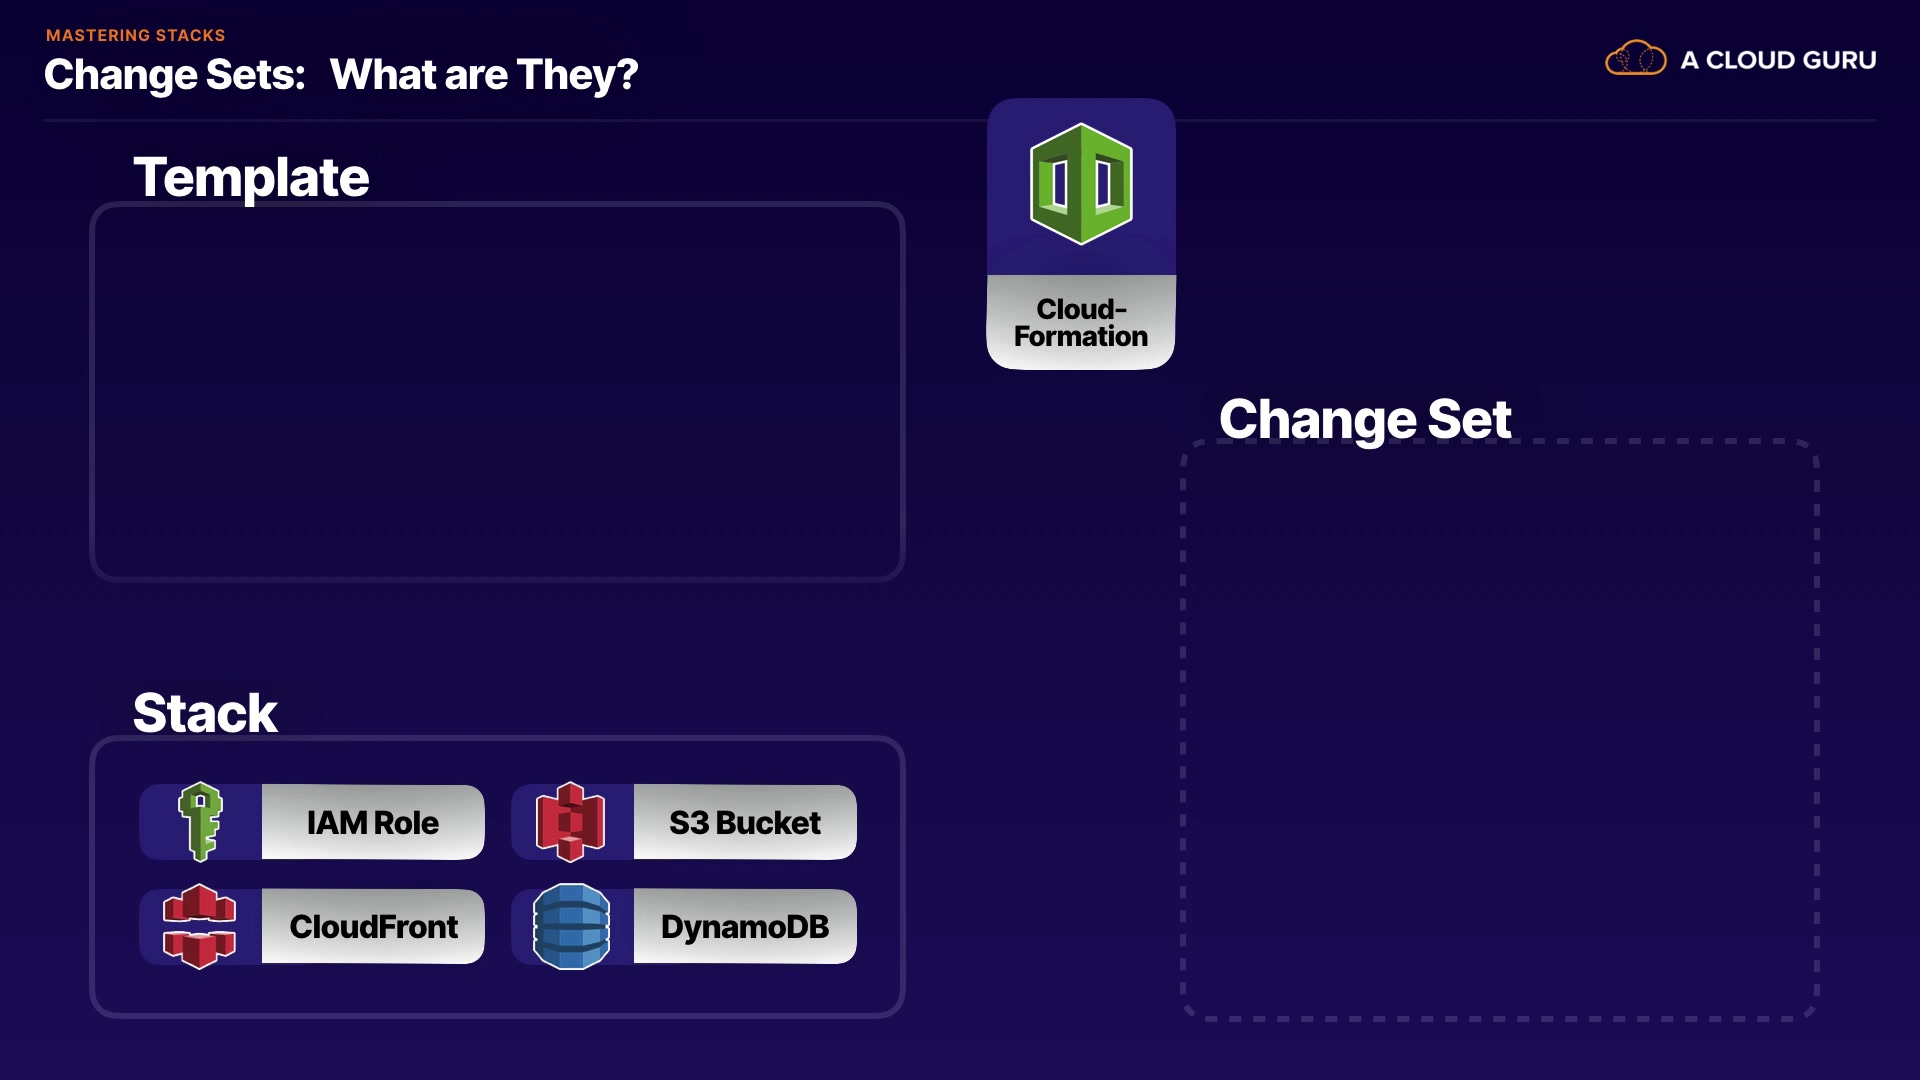 MASTERING STACKS
Change Sets: What are They?
A CLOUD GURU
Template
Cloud-
Formation
Change Set
Stack
IAM Role
S3 Bucket
CloudFront
DynamoDB